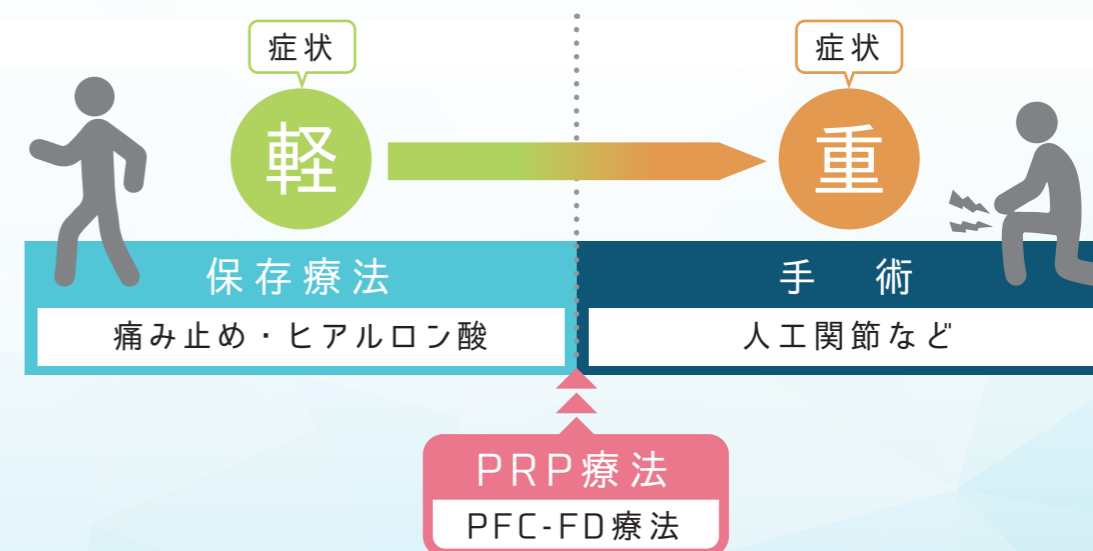 症状
症状
軽
重
保存療法
手術
痛み止め・ヒアルロン酸
人工関節など
PRP療法
PFC-FD療法